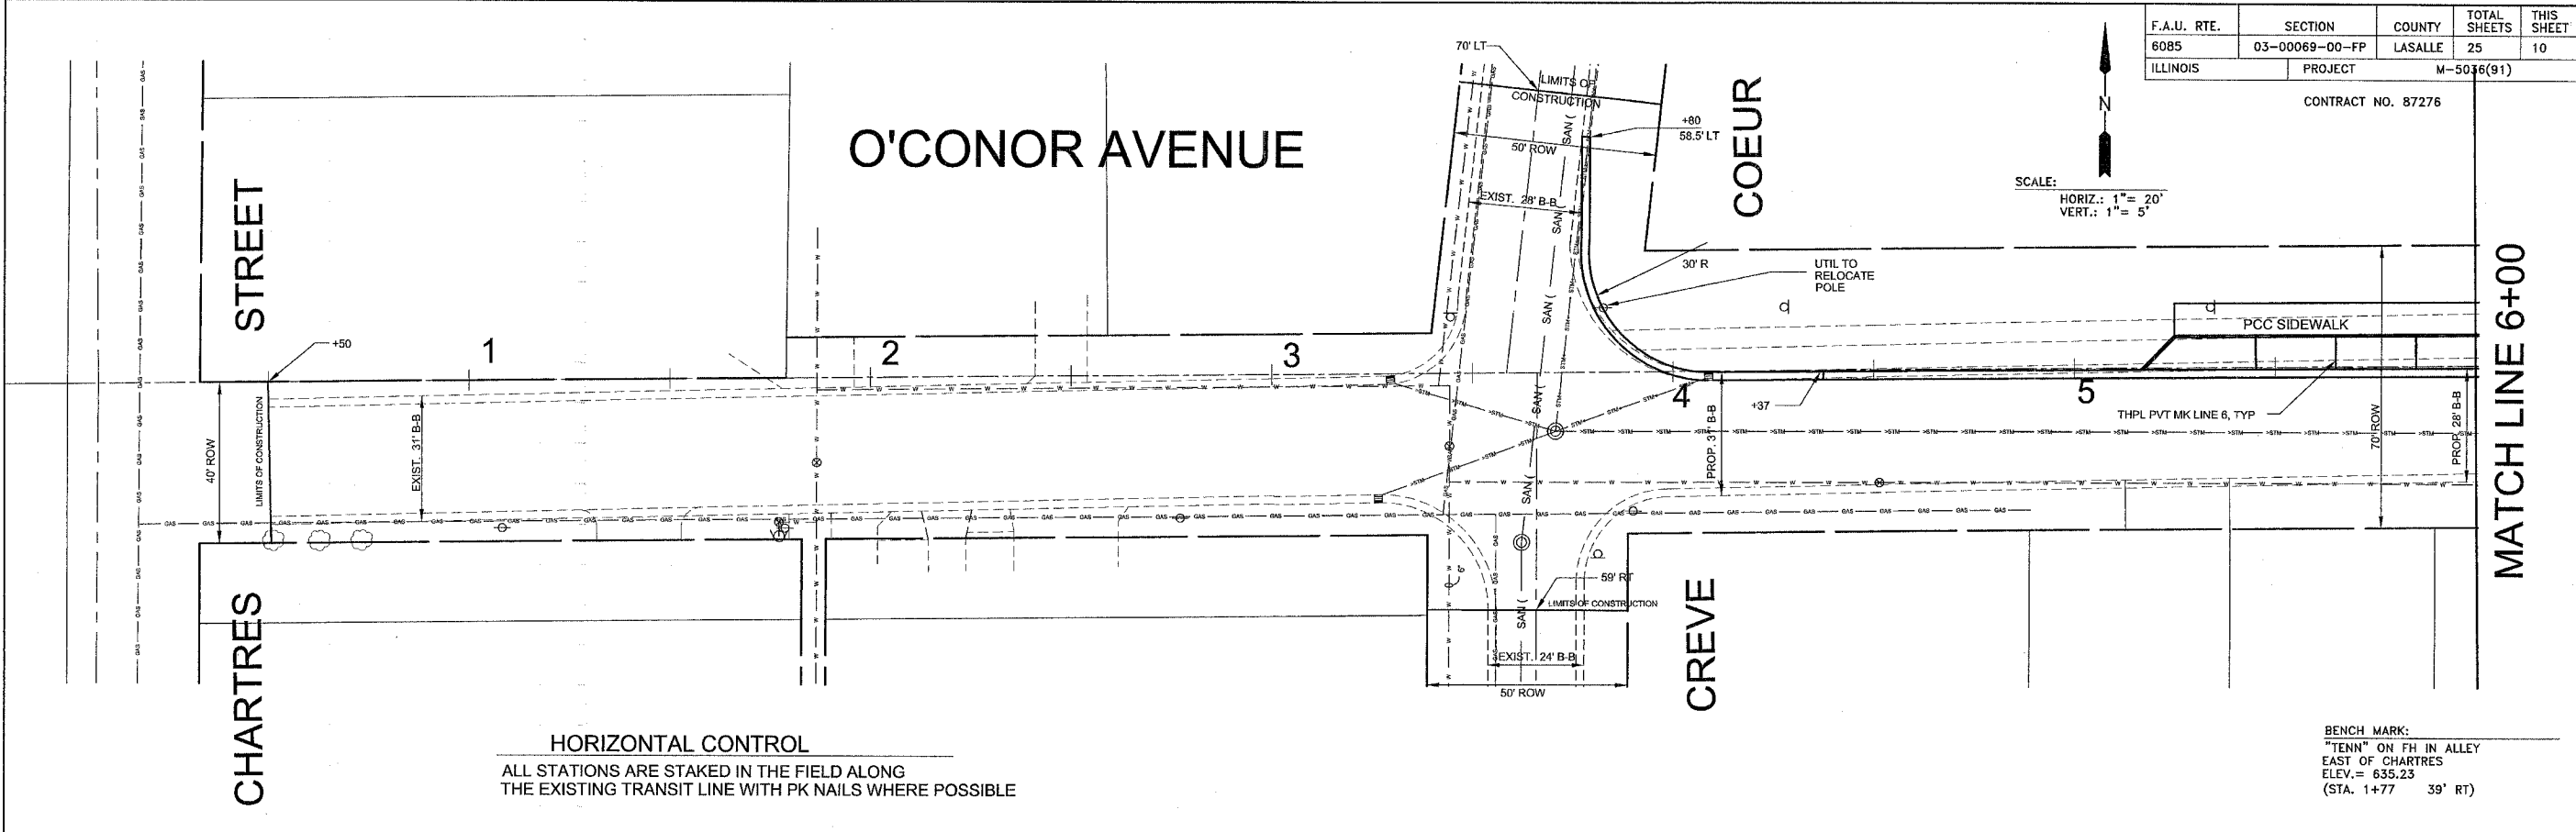 F.A.U. RTE. SECTION COUNTY TOTAL SHEETS THIS SHEET
6085 03-00069-00-FP LASALLE 25 10
ILLINOIS PROJECT M-5036(91)
CONTRACT NO. 87276
N
SCALE:
HORIZ.: 1"= 20'
VERT.: 1"= 5'
O'CONOR AVENUE
STREET
CHARTRES
COEUR
CREVE
MATCH LINE 6+00
70' LT
LIMITS OF
CONSTRUCTION
+80
58.5' LT
50' ROW
EXIST. 28' B-B
30' R
UTIL TO
RELOCATE
POLE
PCC SIDEWALK
+50
1
2
3
4
5
+37
THPL PVT MK LINE 6, TYP
40' ROW
LIMITS OF CONSTRUCTION
EXIST. 31' B-B
PROP. 31' B-B
70' ROW
PROP. 28' B-B
6"
59' RT
LIMITS OF CONSTRUCTION
EXIST. 24' B-B
50' ROW
HORIZONTAL CONTROL
ALL STATIONS ARE STAKED IN THE FIELD ALONG
THE EXISTING TRANSIT LINE WITH PK NAILS WHERE POSSIBLE
BENCH MARK:
"TENN" ON FH IN ALLEY
EAST OF CHARTRES
ELEV.= 635.23
(STA. 1+77 39' RT)